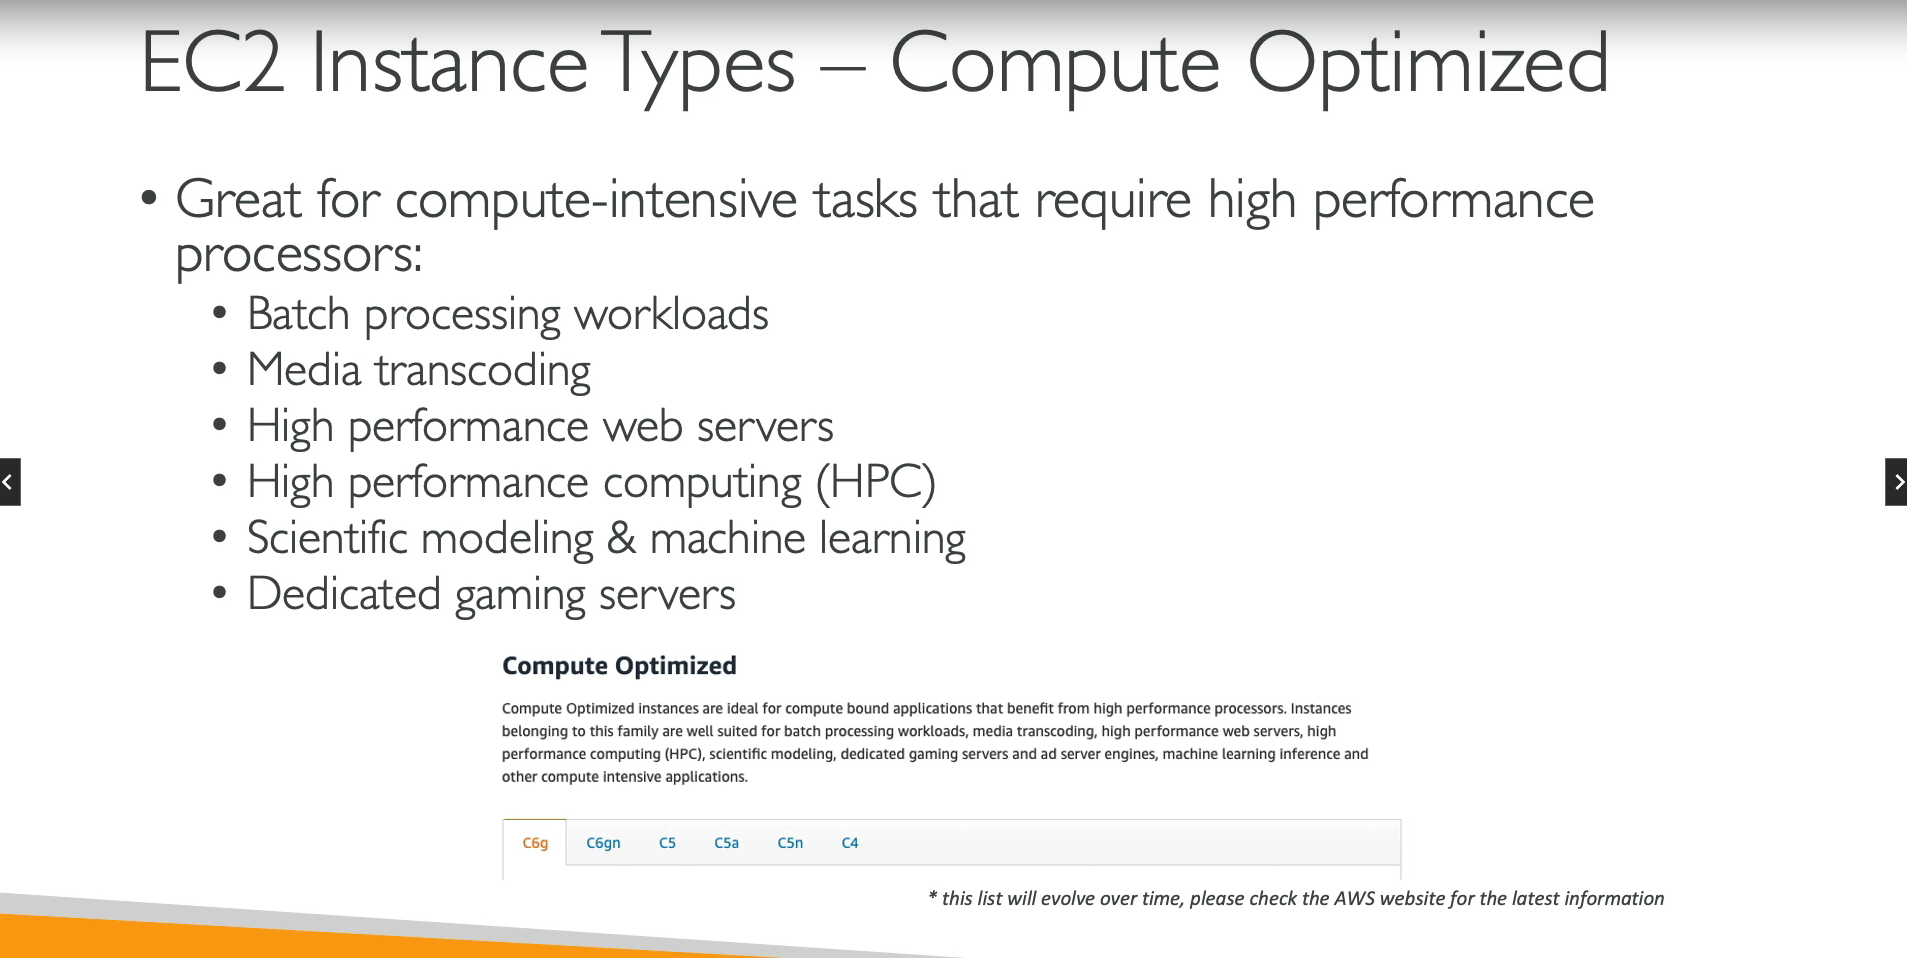 EC2 Instance Types – Compute Optimized
• Great for compute-intensive tasks that require high performance
processors:
• Batch processing workloads
• Media transcoding
• High performance web servers
• High performance computing (HPC)
• Scientific modeling & machine learning
• Dedicated gaming servers
Compute Optimized
Compute Optimized instances are ideal for compute bound applications that benefit from high performance processors. Instances
belonging to this family are well suited for batch processing workloads, media transcoding, high performance web servers, high
performance computing (HPC), scientific modeling, dedicated gaming servers and ad server engines, machine learning inference and
other compute intensive applications.
C6g C6gn C5 C5a C5n C4
* this list will evolve over time, please check the AWS website for the latest information